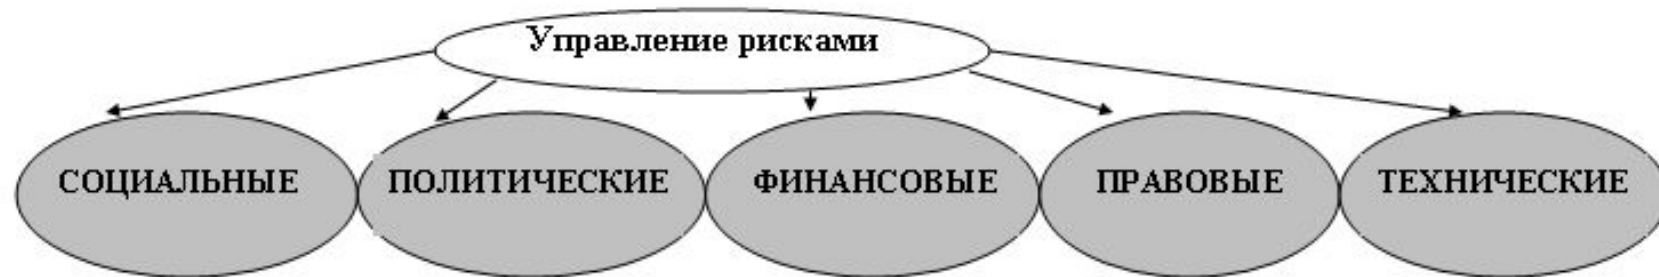 Управление рисками
СОЦИАЛЬНЫЕ
ПОЛИТИЧЕСКИЕ
ФИНАНСОВЫЕ
ПРАВОВЫЕ
ТЕХНИЧЕСКИЕ